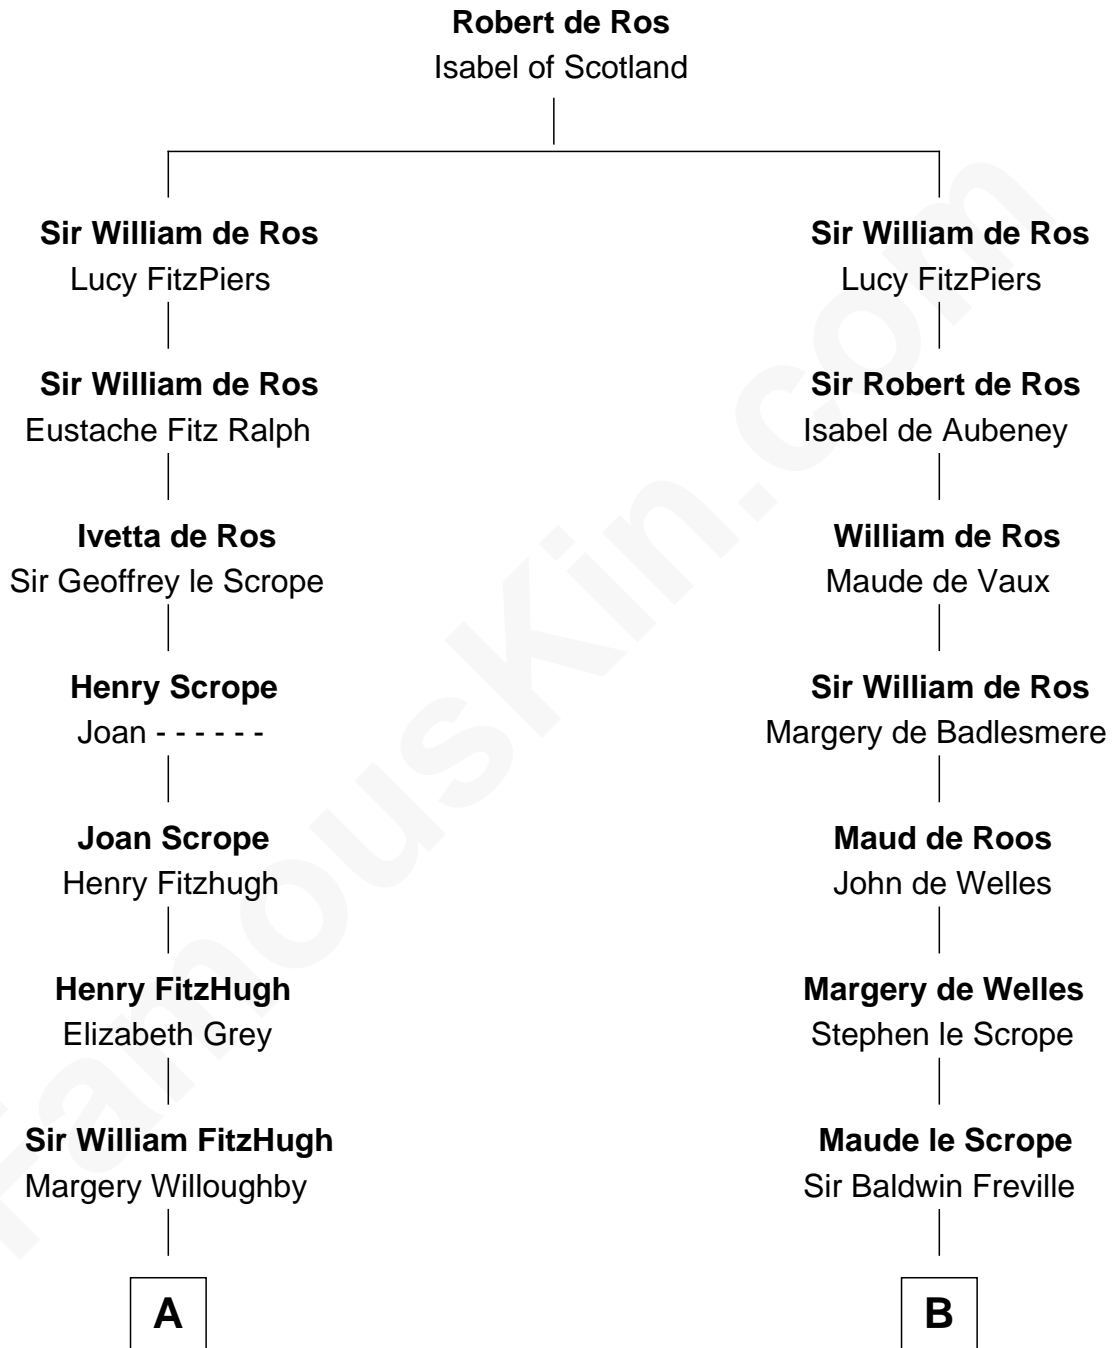 Robert de Ros
Isabel of Scotland
Sir William de Ros
Lucy FitzPiers
Sir William de Ros
Eustache Fitz Ralph
Ivetta de Ros
Sir Geoffrey le Scrope
Henry Scrope
Joan - - - - - -
Joan Scrope
Henry Fitzhugh
Henry FitzHugh
Elizabeth Grey
Sir William FitzHugh
Margery Willoughby
A
Sir William de Ros
Lucy FitzPiers
Sir Robert de Ros
Isabel de Aubeney
William de Ros
Maude de Vaux
Sir William de Ros
Margery de Badlesmere
Maud de Roos
John de Welles
Margery de Welles
Stephen le Scrope
Maude le Scrope
Sir Baldwin Freville
B
FamousKin.com